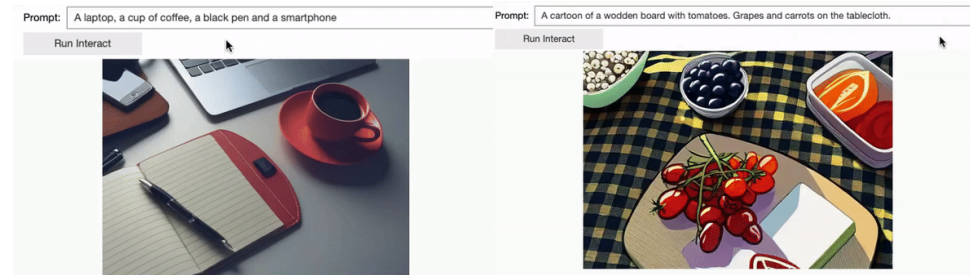 Prompt: A laptop, a cup of coffee, a black pen and a smartphone
Run Interact
Prompt: A cartoon of a wodden board with tomatoes. Grapes and carrots on the tablecloth.
Run Interact